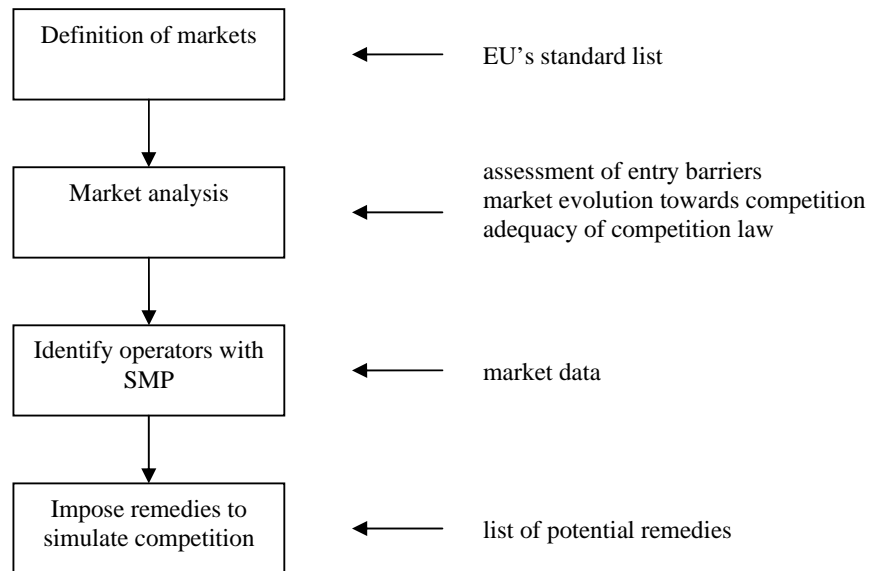 Definition of markets
EU’s standard list
Market analysis
assessment of entry barriers
market evolution towards competition
adequacy of competition law
Identify operators with
SMP
market data
Impose remedies to
simulate competition
list of potential remedies